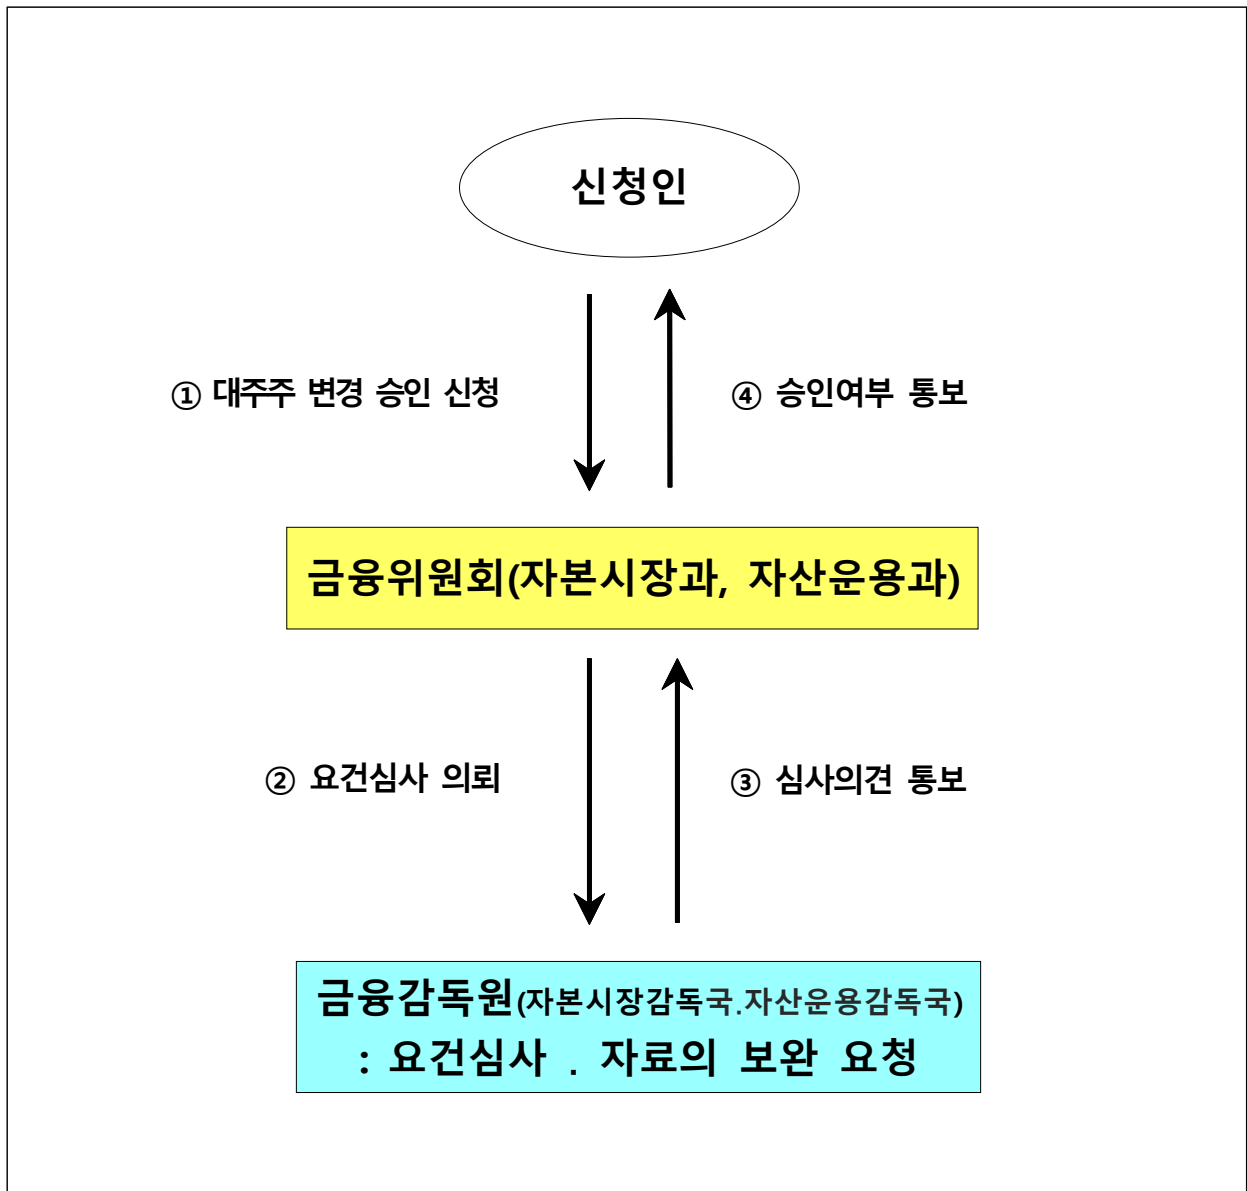 신청인
① 대주주 변경 승인 신청
④ 승인여부 통보
금융위원회(자본시장과, 자산운용과)
② 요건심사 의뢰
③ 심사의견 통보
금융감독원(자본시장감독국.자산운용감독국)
: 요건심사 . 자료의 보완 요청